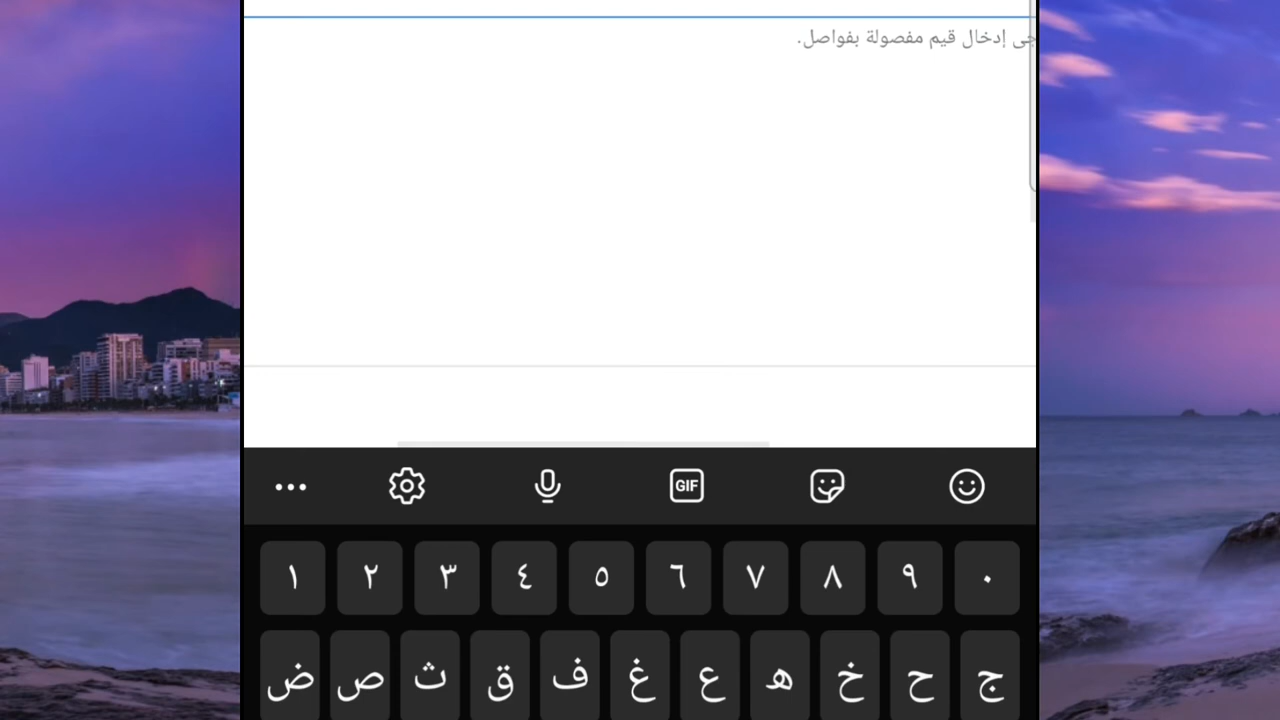 إدخال قيم مفصولة بفواصل.
GIF
١ ٢ ٣ ٤ ٥ ٦ ٧ ٨ ٩ ٠
ض ص ث ق ف غ ع ه خ ح ج